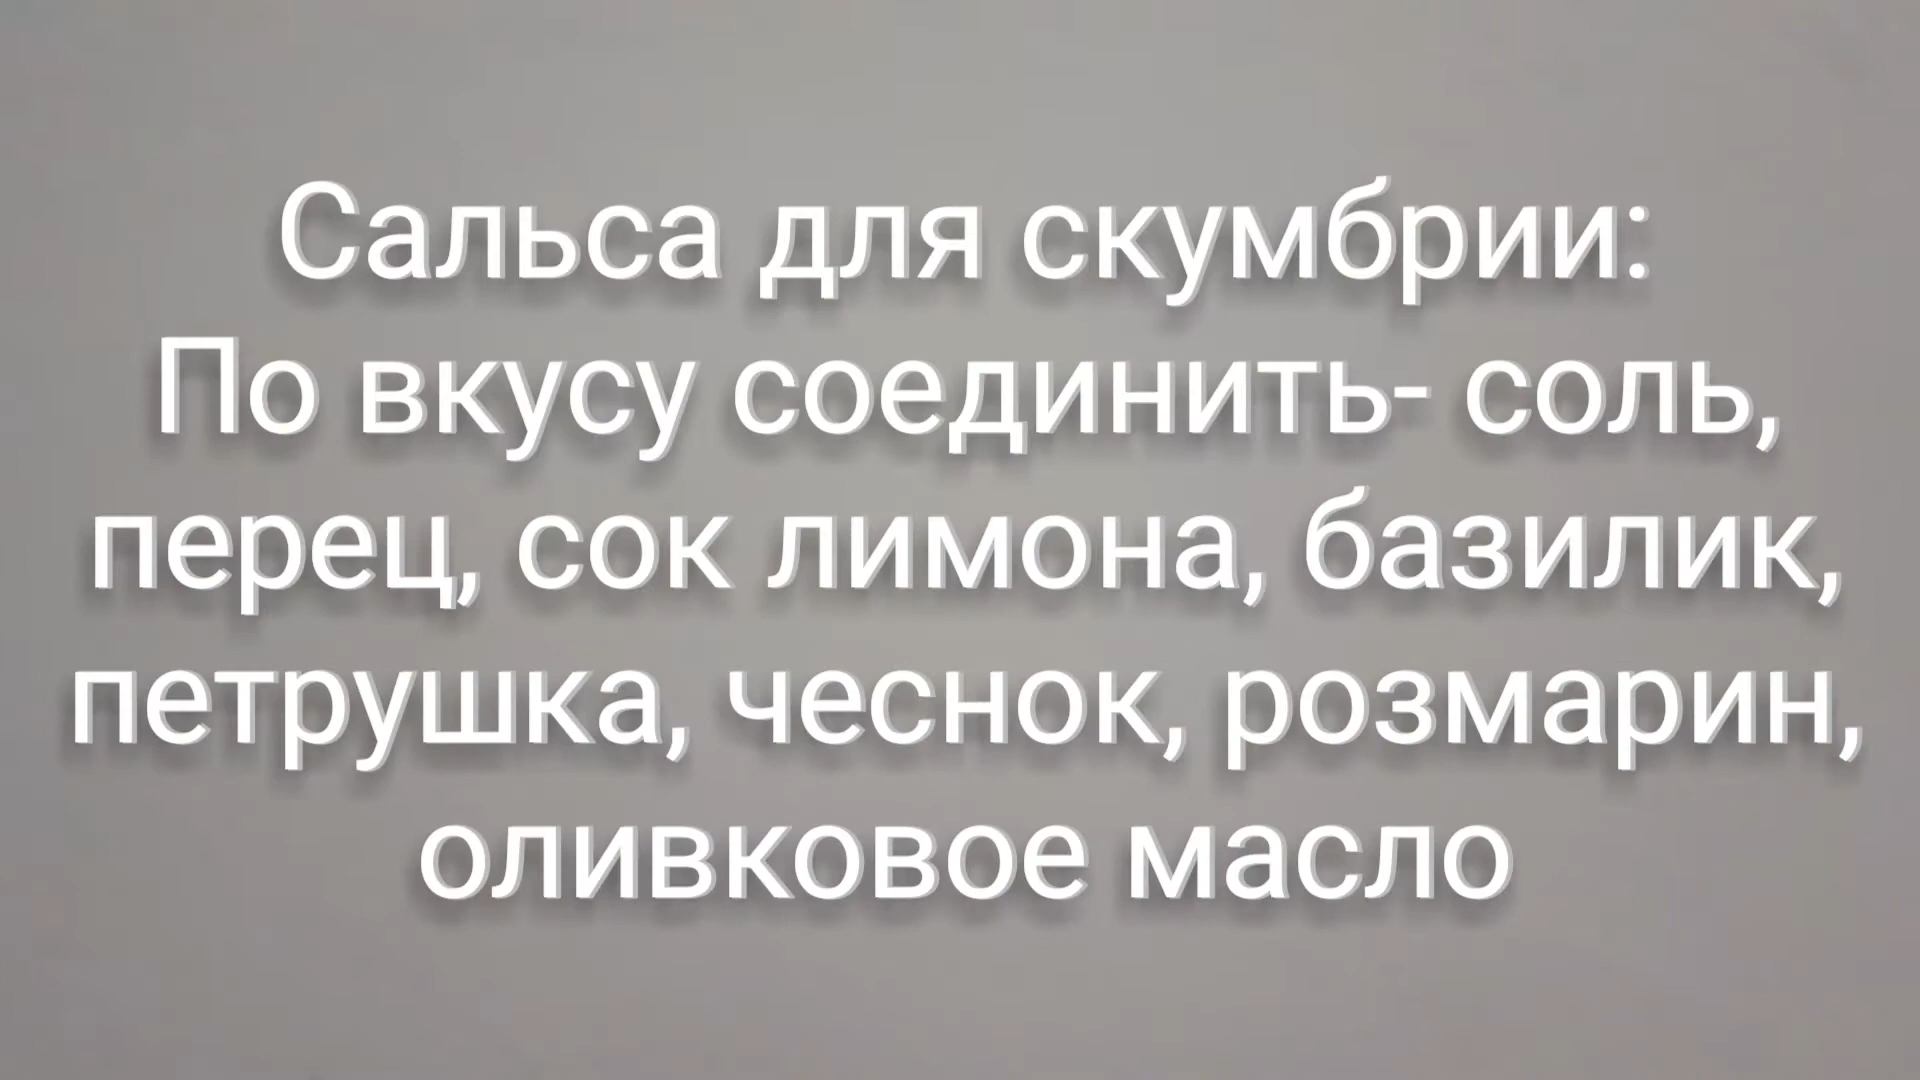 Сальса для скумбрии:
По вкусу соединить- соль,
перец, сок лимона, базилик,
петрушка, чеснок, розмарин,
оливковое масло